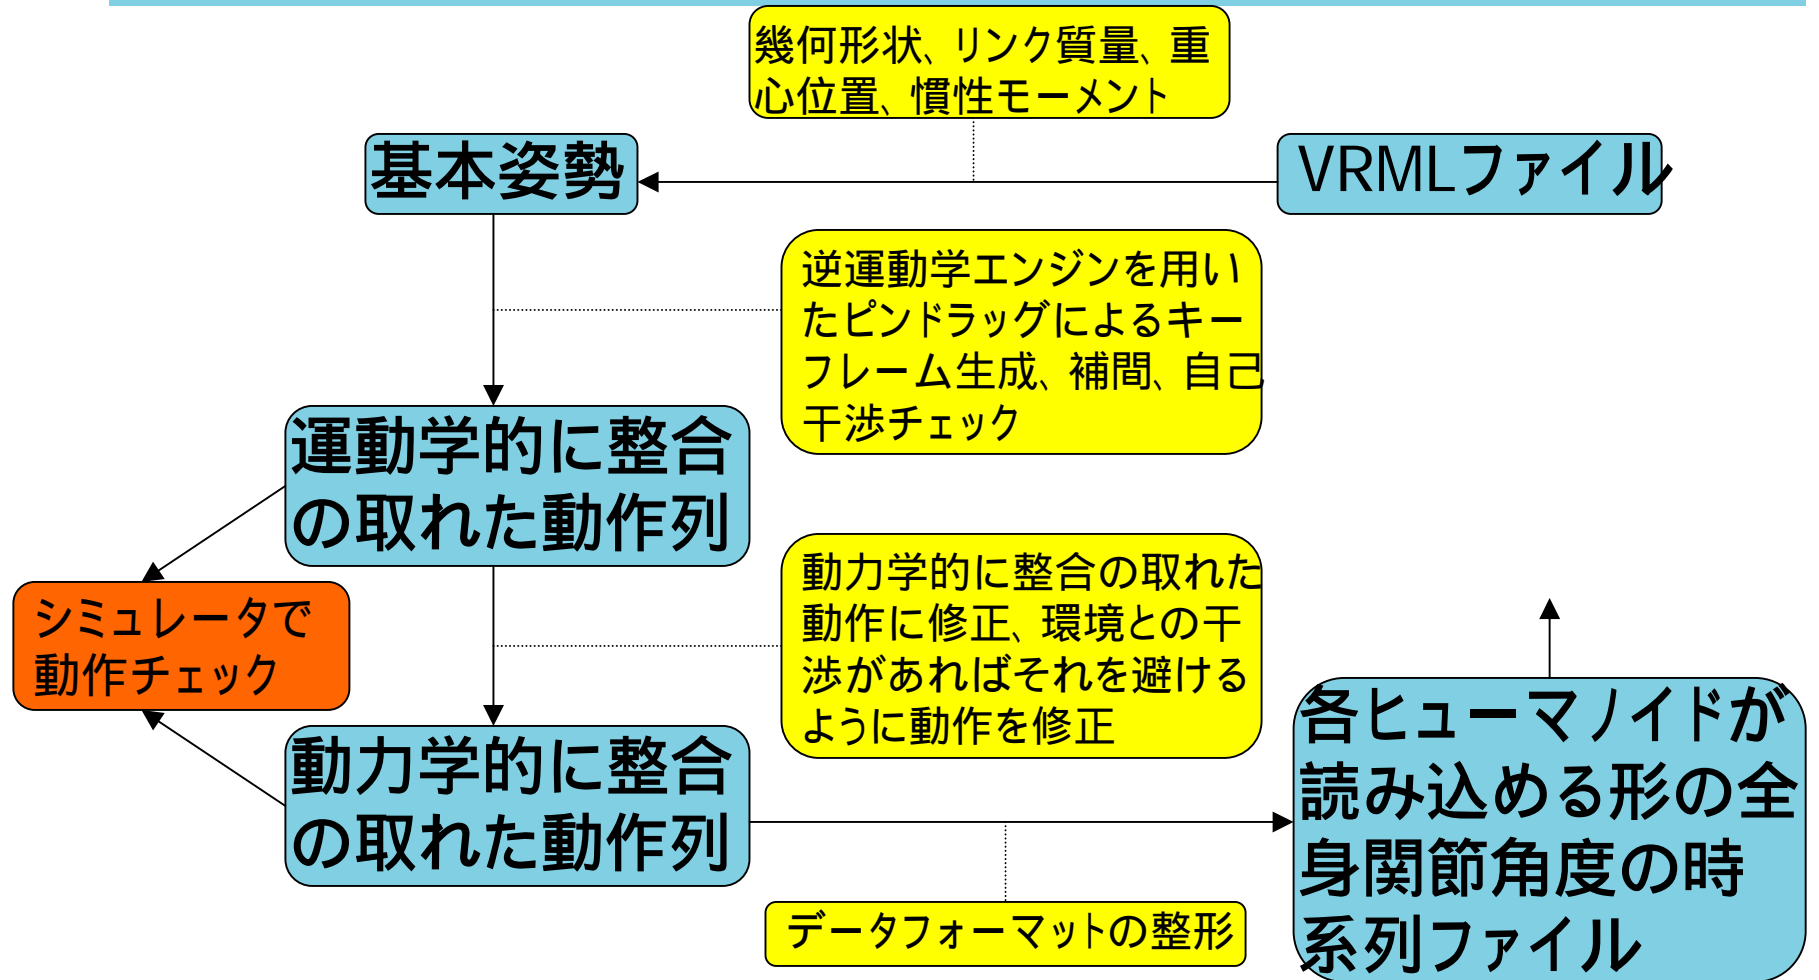 幾何形状、リンク質量、重
心位置、慣性モーメント
基本姿勢
VRMLファイル
逆運動学エンジンを用い
たピンドラッグによるキー
フレーム生成、補間、自己
干渉チェック
運動学的に整合
の取れた動作列
シミュレータで
動作チェック
動力学的に整合の取れた
動作に修正、環境との干
渉があればそれを避ける
ように動作を修正
動力学的に整合
の取れた動作列
各ヒューマノイドが
読み込める形の全
身関節角度の時
系列ファイル
データフォーマットの整形